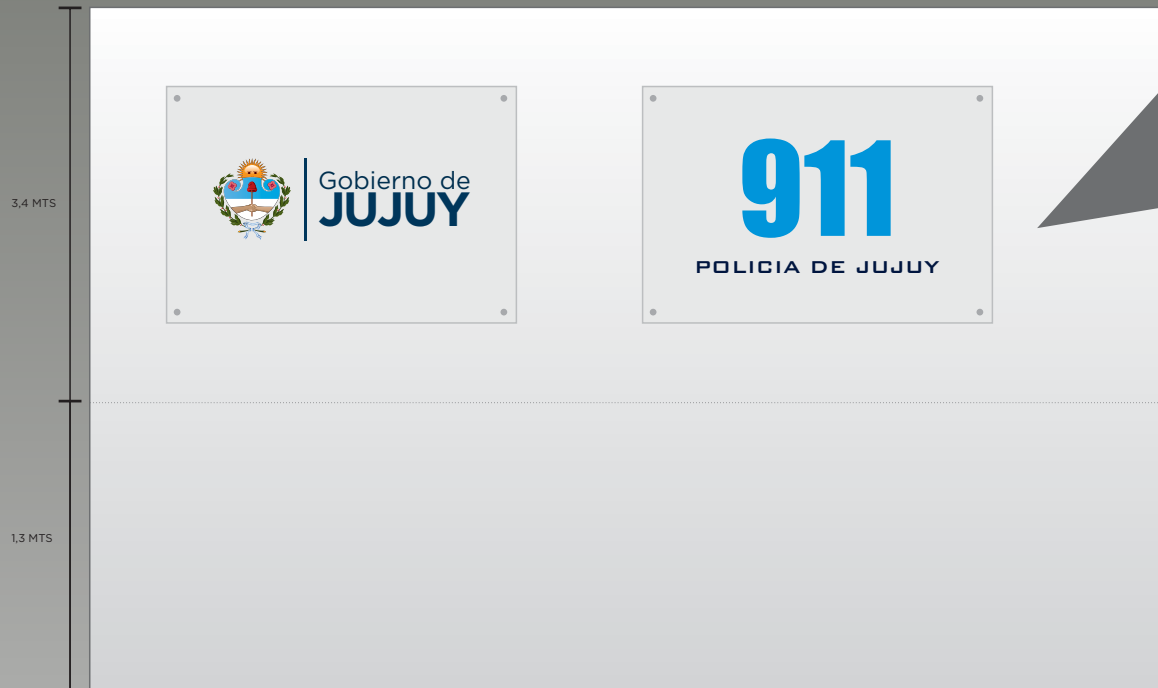 3,4 MTS
Gobierno de
JUJUY
911
POLICIA DE JUJUY
1,3 MTS